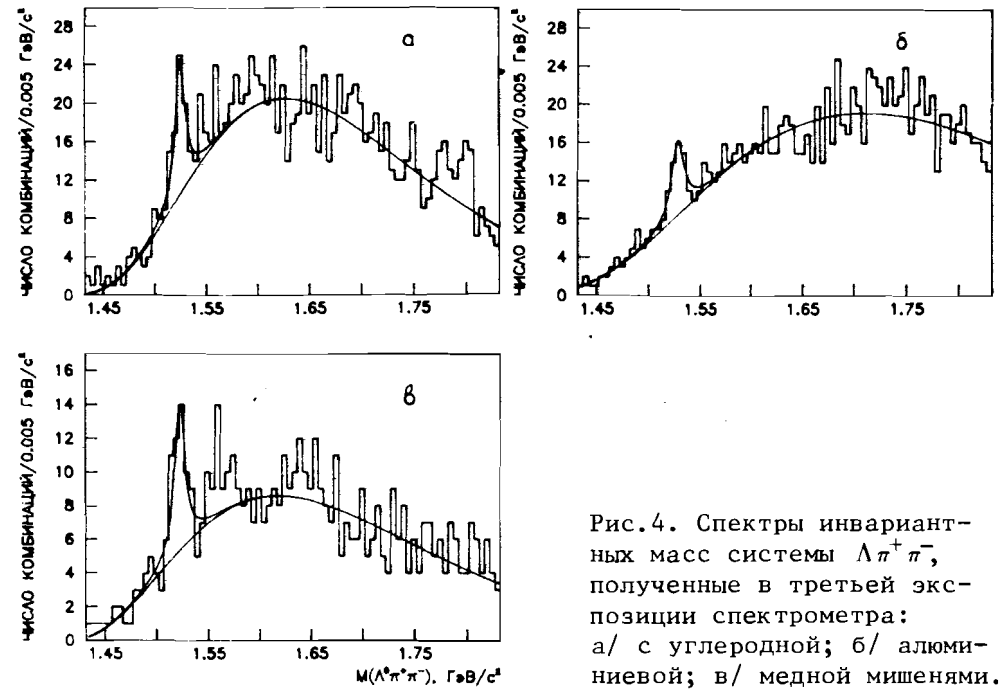 ЧИСЛО КОМБИНАЦИЙ/0.005 ГэВ/с²
28
24
20
16
12
8
4
0
а
1.45 1.55 1.65 1.75
ЧИСЛО КОМБИНАЦИЙ/0.005 ГэВ/с²
28
24
20
16
12
8
4
0
б
1.45 1.55 1.65 1.75
ЧИСЛО КОМБИНАЦИЙ/0.005 ГэВ/с²
16
14
12
10
8
6
4
2
0
в
1.45 1.55 1.65 1.75
М(Λ°π⁺π⁻), ГэВ/с²
Рис.4. Спектры инвариант-
ных масс системы Λπ⁺π⁻,
полученные в третьей экс-
позиции спектрометра:
а/ с углеродной; б/ алюми-
ниевой; в/ медной мишенями.